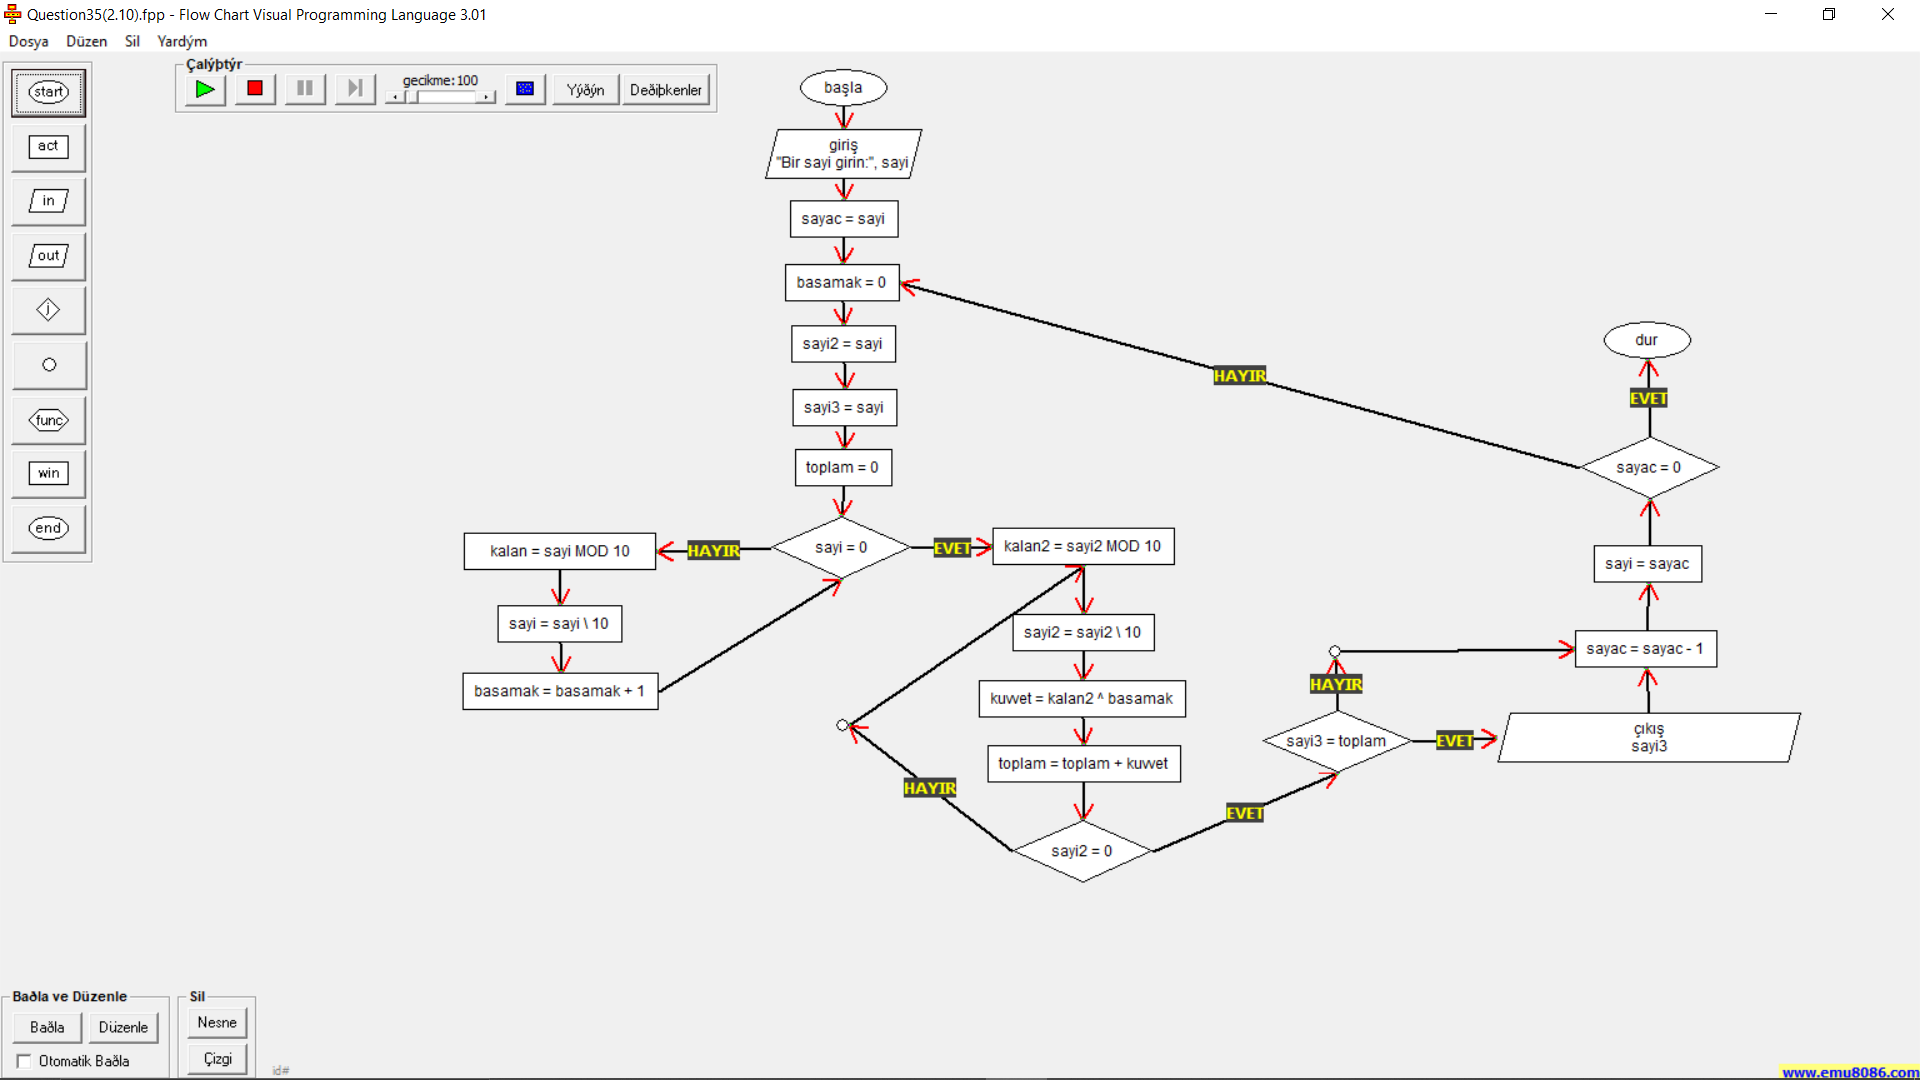 Question35(2.10).fpp - Flow Chart Visual Programming Language 3.01
Dosya Düzen Sil Yardým
start
act
in
out
j
func
win
end
Çalýþtýr
gecikme:100
Yýðýn
Deðiþkenler
başla
giriş
"Bir sayi girin:", sayi
sayac = sayi
basamak = 0
sayi2 = sayi
sayi3 = sayi
toplam = 0
sayi = 0
HAYIR
kalan = sayi MOD 10
sayi = sayi \ 10
basamak = basamak + 1
EVET
kalan2 = sayi2 MOD 10
sayi2 = sayi2 \ 10
kuvvet = kalan2 ^ basamak
toplam = toplam + kuvvet
sayi2 = 0
HAYIR
EVET
sayi3 = toplam
HAYIR
EVET
çıkış
sayi3
sayac = sayac - 1
sayi = sayac
sayac = 0
HAYIR
EVET
dur
Baðla ve Düzenle
Baðla
Düzenle
Otomatik Baðla
Sil
Nesne
Çizgi
id#
www.emu8086.com